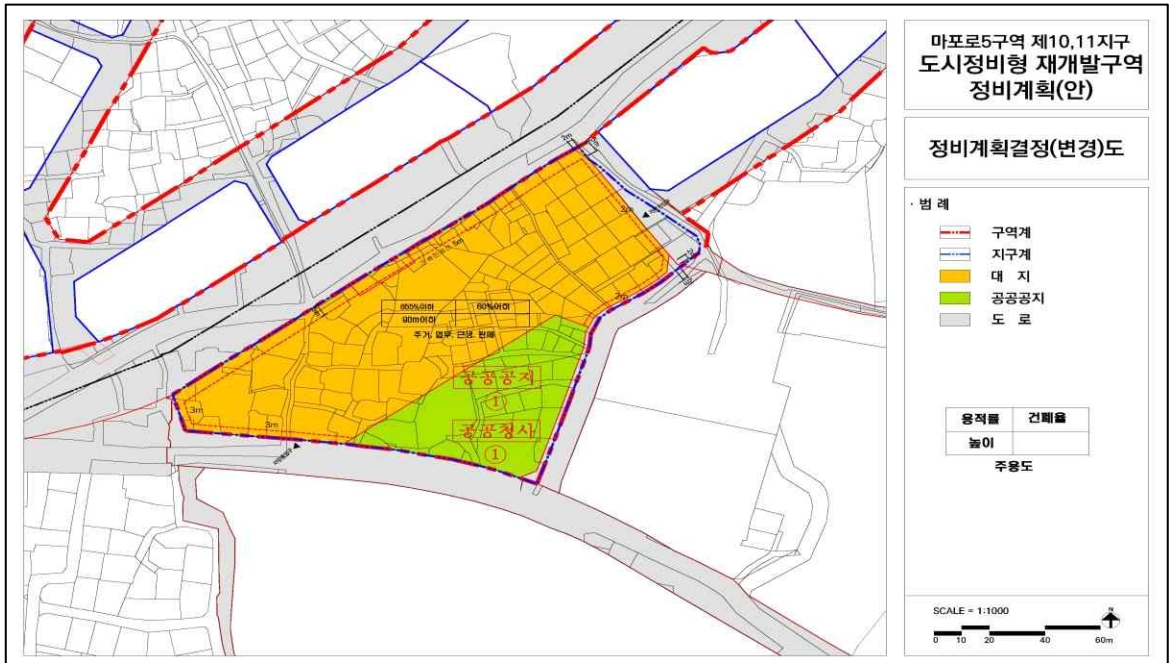 마포로5구역 제10,11지구
도시정비형 재개발구역
정비계획(안)
정비계획결정(변경)도
· 범 례
구역계
지구계
대 지
공공공지
도 로
용적률 건폐율
높이
주용도
SCALE = 1:1000
N
0 10 20 40 60m
2m
2m
3m
3m
60%이하
90m이하
주거, 업무, 근생, 판매
공공공지
①
공공청사
①